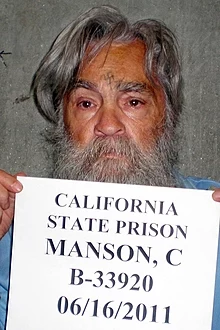 CALIFORNIA
STATE PRISON
MANSON, C
B-33920
06/16/2011